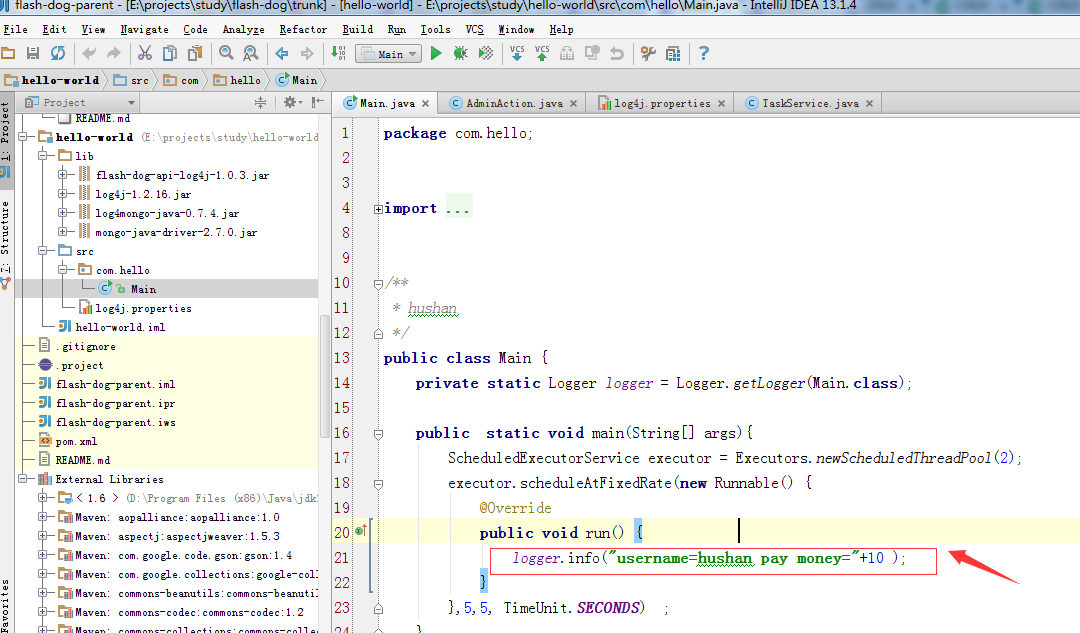 flash-dog-parent - [E:\projects\study\flash-dog\trunk] - [hello-world] - E:\projects\study\hello-world\src\com\hello\Main.java - IntelliJ IDEA 13.1.4
File Edit View Navigate Code Analyze Refactor Build Run Tools VCS Window Help
Main VCS VCS ?
hello-world src com hello Main
Project Main.java AdminAction.java log4j.properties TaskService.java
1: Project
Z: Structure
Favorites
README.md
hello-world (E:\projects\study\hello-world
lib
flash-dog-api-log4j-1.0.3.jar
log4j-1.2.16.jar
log4mongo-java-0.7.4.jar
mongo-java-driver-2.7.0.jar
src
com.hello
Main
log4j.properties
hello-world.iml
.gitignore
.project
flash-dog-parent.iml
flash-dog-parent.ipr
flash-dog-parent.iws
pom.xml
README.md
External Libraries
< 1.6 > (D:\Program Files (x86)\Java\jdk
Maven: aopalliance:aopalliance:1.0
Maven: aspectj:aspectjweaver:1.5.3
Maven: com.google.code.gson:gson:1.4
Maven: com.google.collections:google-coll
Maven: commons-beanutils:commons-beanutil
Maven: commons-codec:commons-codec:1.2
Maven: commons-collections:commons-colle
1 package com.hello;
2
3
4 import ...
8
9
10 /**
11 * hushan
12 */
13 public class Main {
14 private static Logger logger = Logger.getLogger(Main.class);
15
16 public static void main(String[] args){
17 ScheduledExecutorService executor = Executors.newScheduledThreadPool(2);
18 executor.scheduleAtFixedRate(new Runnable() {
19 @Override
20 public void run() {
21 logger.info("username=hushan pay money="+10 );
22 }
23 },5,5, TimeUnit.SECONDS) ;
24 }